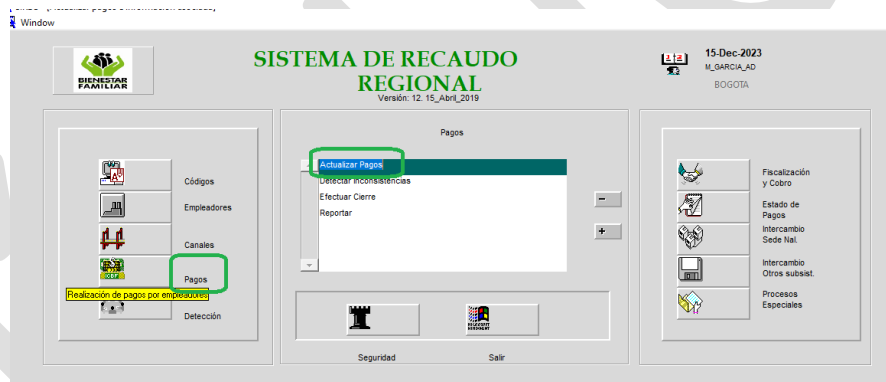 Window
BIENESTAR
FAMILIAR
SISTEMA DE RECAUDO
REGIONAL
Versión: 12. 15_Abril_2019
15-Dec-2023
M_GARCIA_AD
BOGOTA
Códigos
Empleadores
Canales
Pagos
Realización de pagos por empleadores
Detección
Pagos
Actualizar Pagos
Detectar Inconsistencias
Efectuar Cierre
Reportar
Seguridad
Salir
Fiscalización
y Cobro
Estado de
Pagos
Intercambio
Sede Nal.
Intercambio
Otros subsist.
Procesos
Especiales